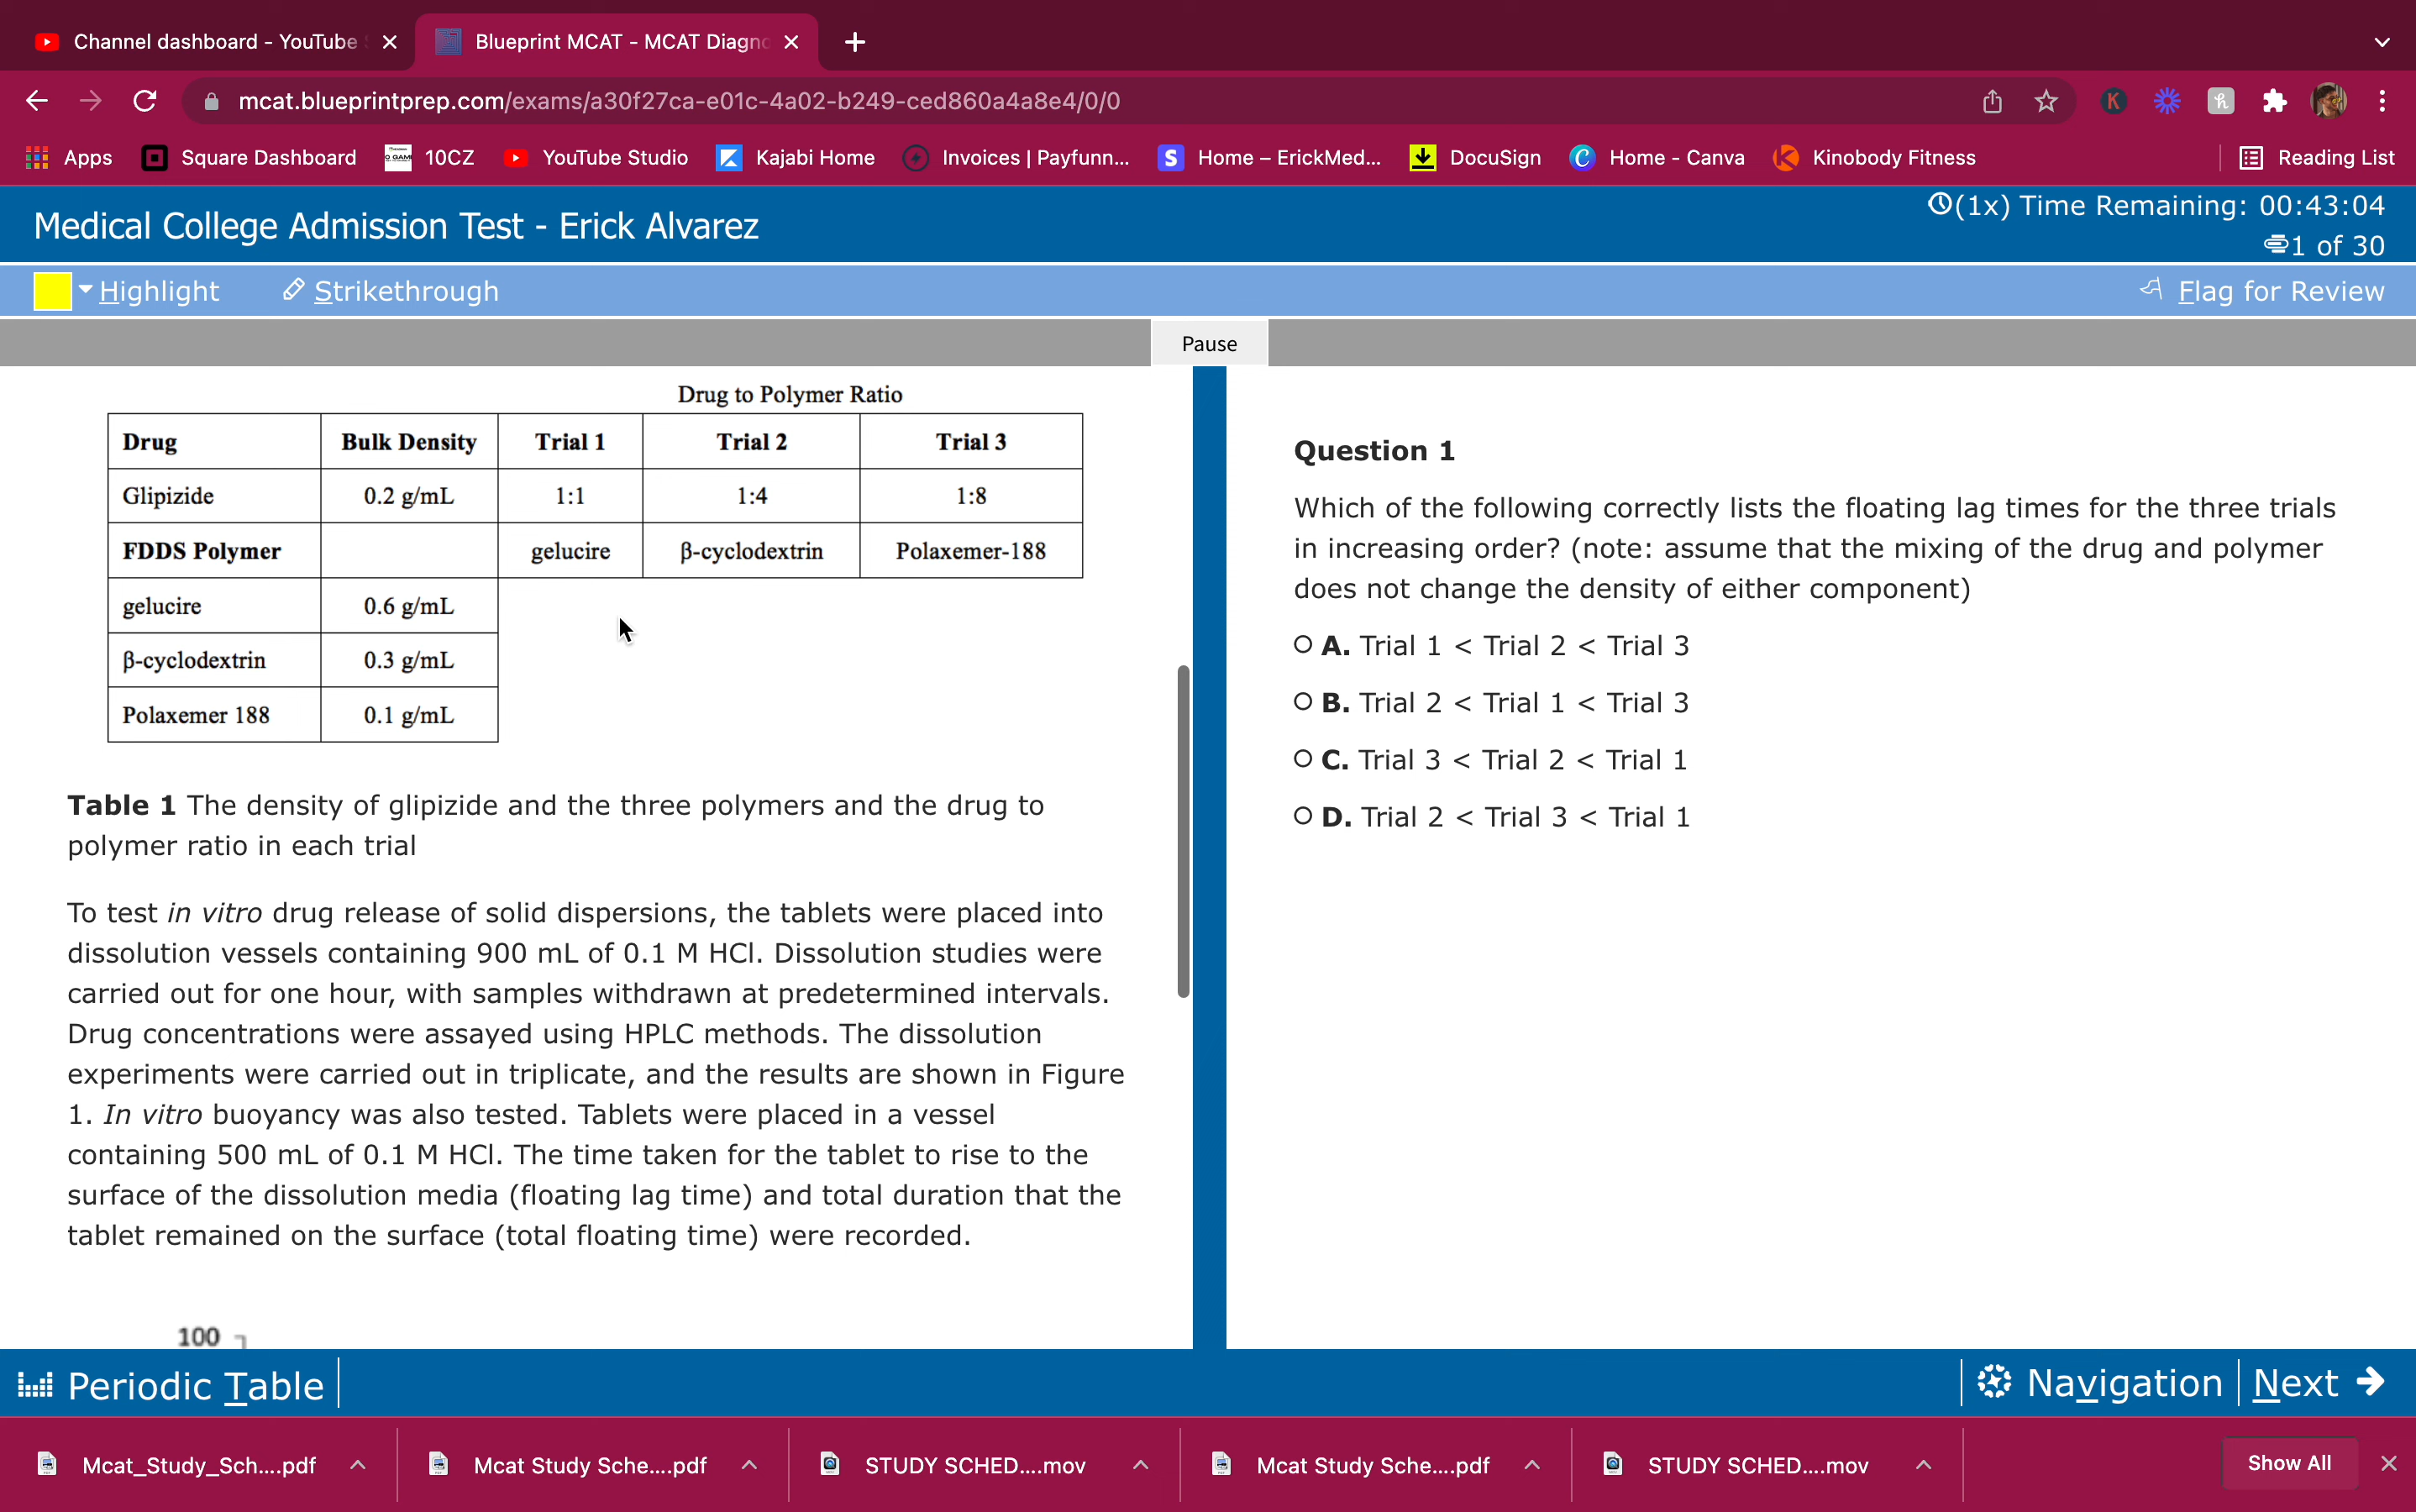 Channel dashboard - YouTube
Blueprint MCAT - MCAT Diagno
mcat.blueprintprep.com/exams/a30f27ca-e01c-4a02-b249-ced860a4a8e4/0/0
Apps
Square Dashboard
10CZ
YouTube Studio
Kajabi Home
Invoices | Payfunn...
Home – ErickMed...
DocuSign
Home - Canva
Kinobody Fitness
Reading List
Medical College Admission Test - Erick Alvarez
(1x) Time Remaining: 00:43:04
1 of 30
Highlight
Strikethrough
Flag for Review
Pause
Drug to Polymer Ratio
Drug Bulk Density Trial 1 Trial 2 Trial 3
Glipizide 0.2 g/mL 1:1 1:4 1:8
FDDS Polymer gelucire β-cyclodextrin Polaxemer-188
gelucire 0.6 g/mL
β-cyclodextrin 0.3 g/mL
Polaxemer 188 0.1 g/mL
Table 1 The density of glipizide and the three polymers and the drug to
polymer ratio in each trial
To test in vitro drug release of solid dispersions, the tablets were placed into
dissolution vessels containing 900 mL of 0.1 M HCl. Dissolution studies were
carried out for one hour, with samples withdrawn at predetermined intervals.
Drug concentrations were assayed using HPLC methods. The dissolution
experiments were carried out in triplicate, and the results are shown in Figure
1. In vitro buoyancy was also tested. Tablets were placed in a vessel
containing 500 mL of 0.1 M HCl. The time taken for the tablet to rise to the
surface of the dissolution media (floating lag time) and total duration that the
tablet remained on the surface (total floating time) were recorded.
100
Question 1
Which of the following correctly lists the floating lag times for the three trials
in increasing order? (note: assume that the mixing of the drug and polymer
does not change the density of either component)
A. Trial 1 < Trial 2 < Trial 3
B. Trial 2 < Trial 1 < Trial 3
C. Trial 3 < Trial 2 < Trial 1
D. Trial 2 < Trial 3 < Trial 1
Periodic Table
Navigation
Next
Mcat_Study_Sch....pdf
Mcat Study Sche....pdf
STUDY SCHED....mov
Mcat Study Sche....pdf
STUDY SCHED....mov
Show All